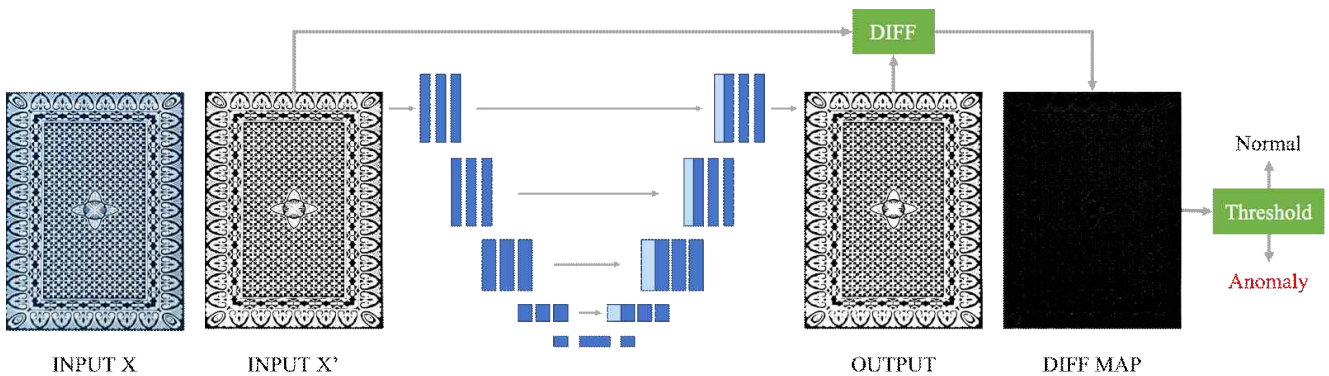 DIFF
Normal
Threshold
Anomaly
INPUT X
INPUT X’
OUTPUT
DIFF MAP